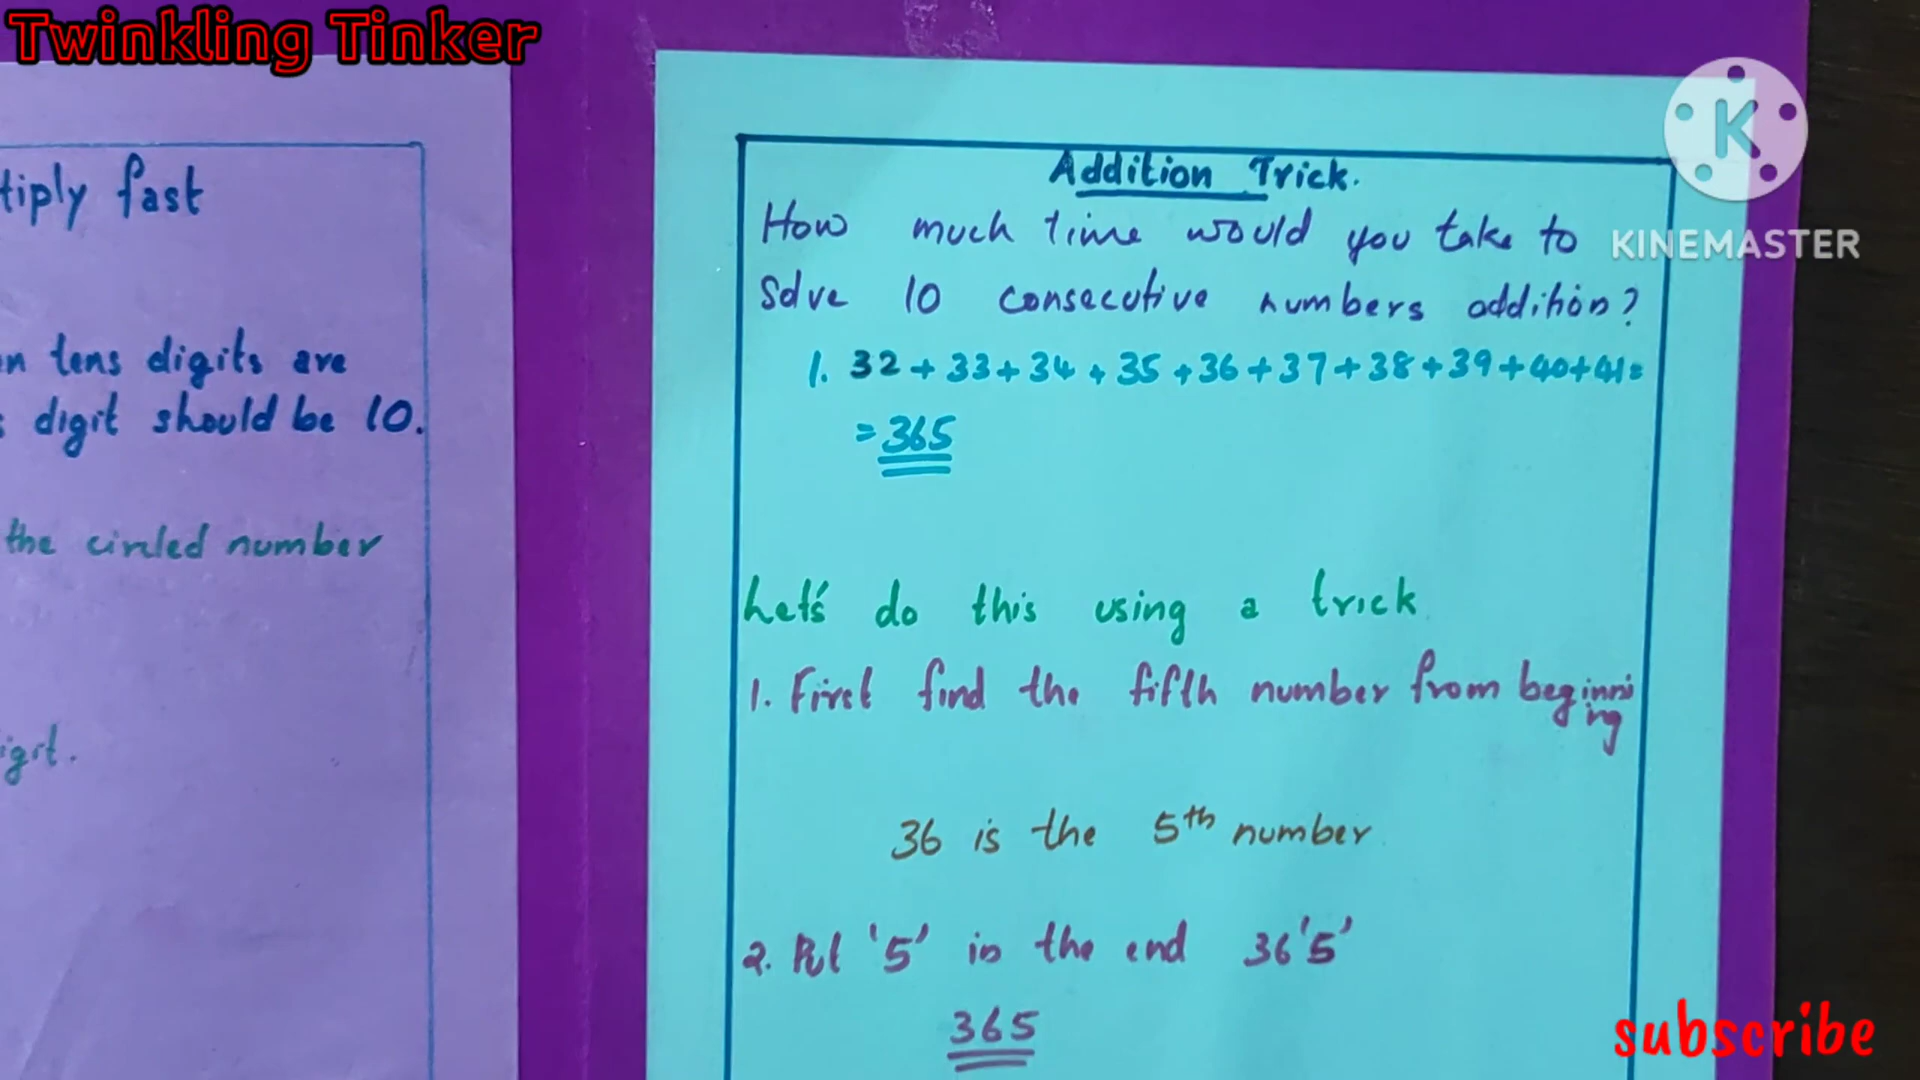 Twinkling Tinker
tiply fast
n tens digits are
s digit should be 10.
the circled number
igit.
Addition Trick.
How much time would you take to
Solve 10 consecutive numbers addition?
1. 32 + 33 + 34 + 35 + 36 + 37 + 38 + 39 + 40 + 41 =
= 365
Let's do this using a trick
1. First find the fifth number from beginni
ng
36 is the 5th number
2. Put '5' in the end 36'5'
365
K
KINEMASTER
subscribe